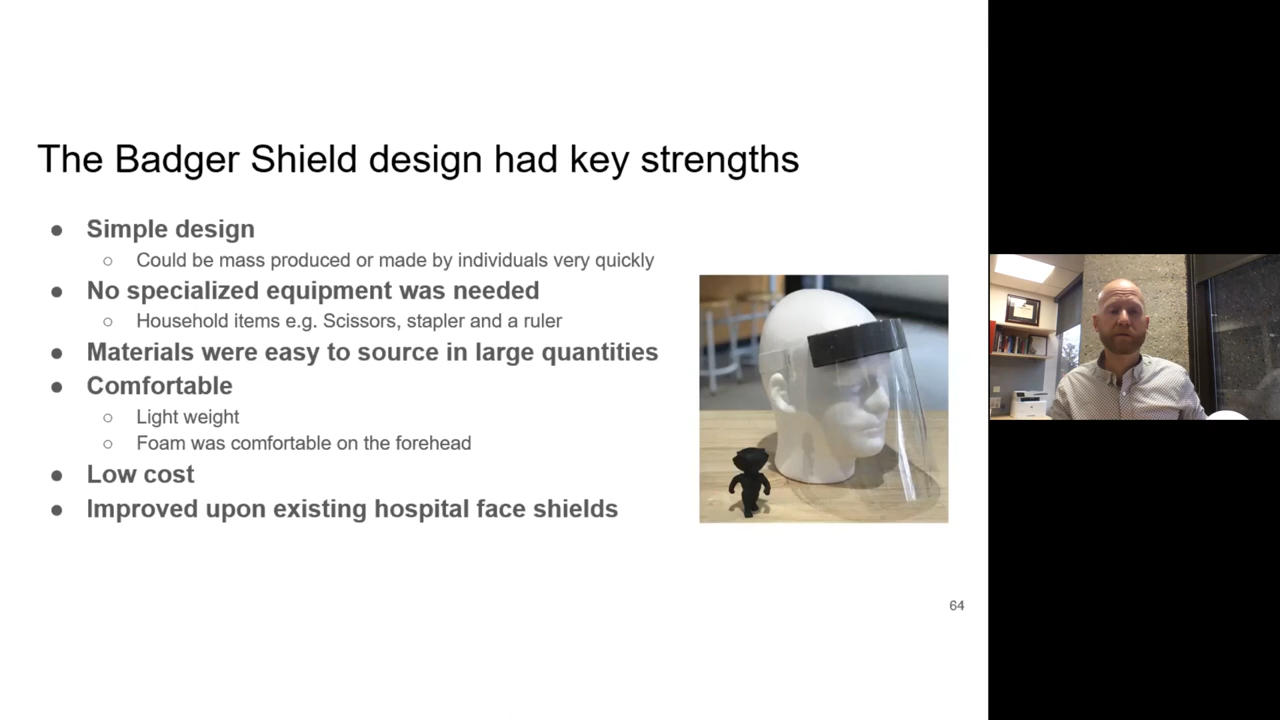 The Badger Shield design had key strengths
● Simple design
○ Could be mass produced or made by individuals very quickly
● No specialized equipment was needed
○ Household items e.g. Scissors, stapler and a ruler
● Materials were easy to source in large quantities
● Comfortable
○ Light weight
○ Foam was comfortable on the forehead
● Low cost
● Improved upon existing hospital face shields
64